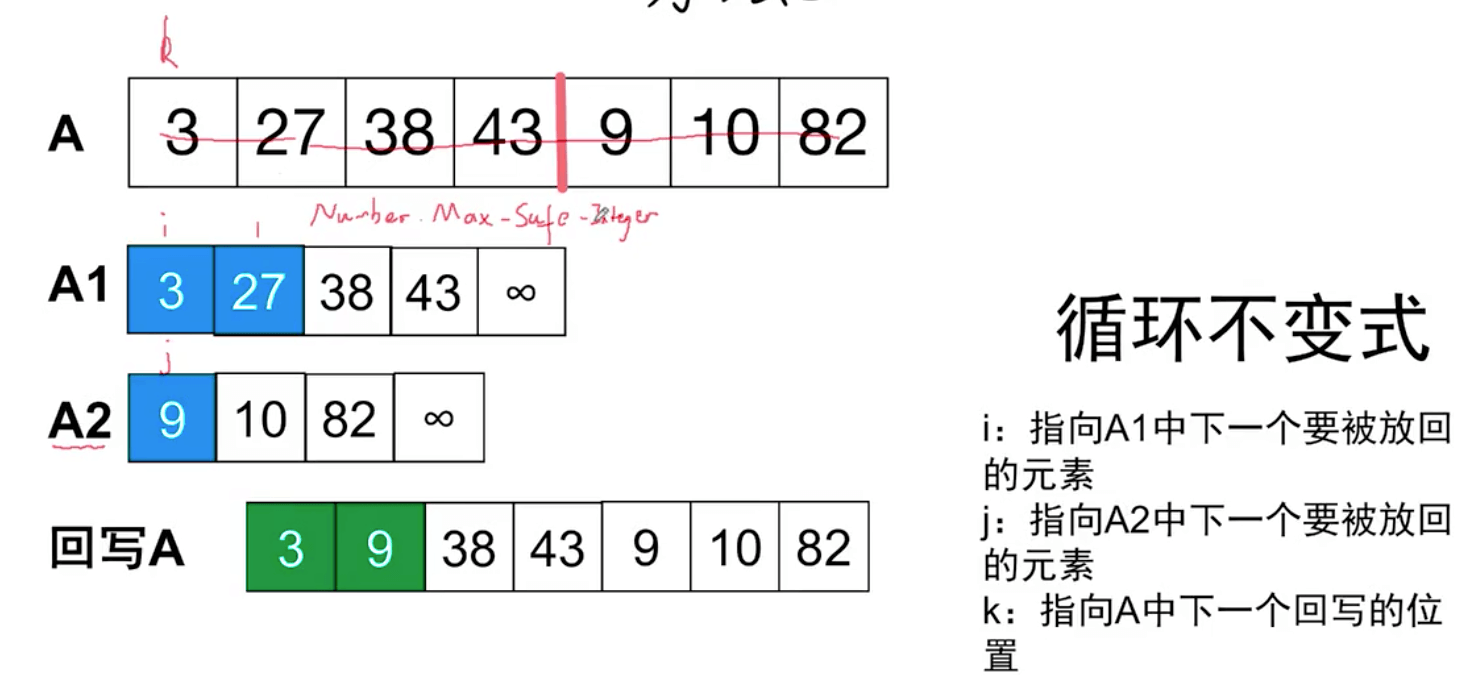 k
A 3 27 38 43 9 10 82
i Number.Max-Safe-Integer
A1 3 27 38 43 ∞
j
A2 9 10 82 ∞
回写A 3 9 38 43 9 10 82
循环不变式
i：指向A1中下一个要被放回
的元素
j：指向A2中下一个要被放回
的元素
k：指向A中下一个回写的位
置